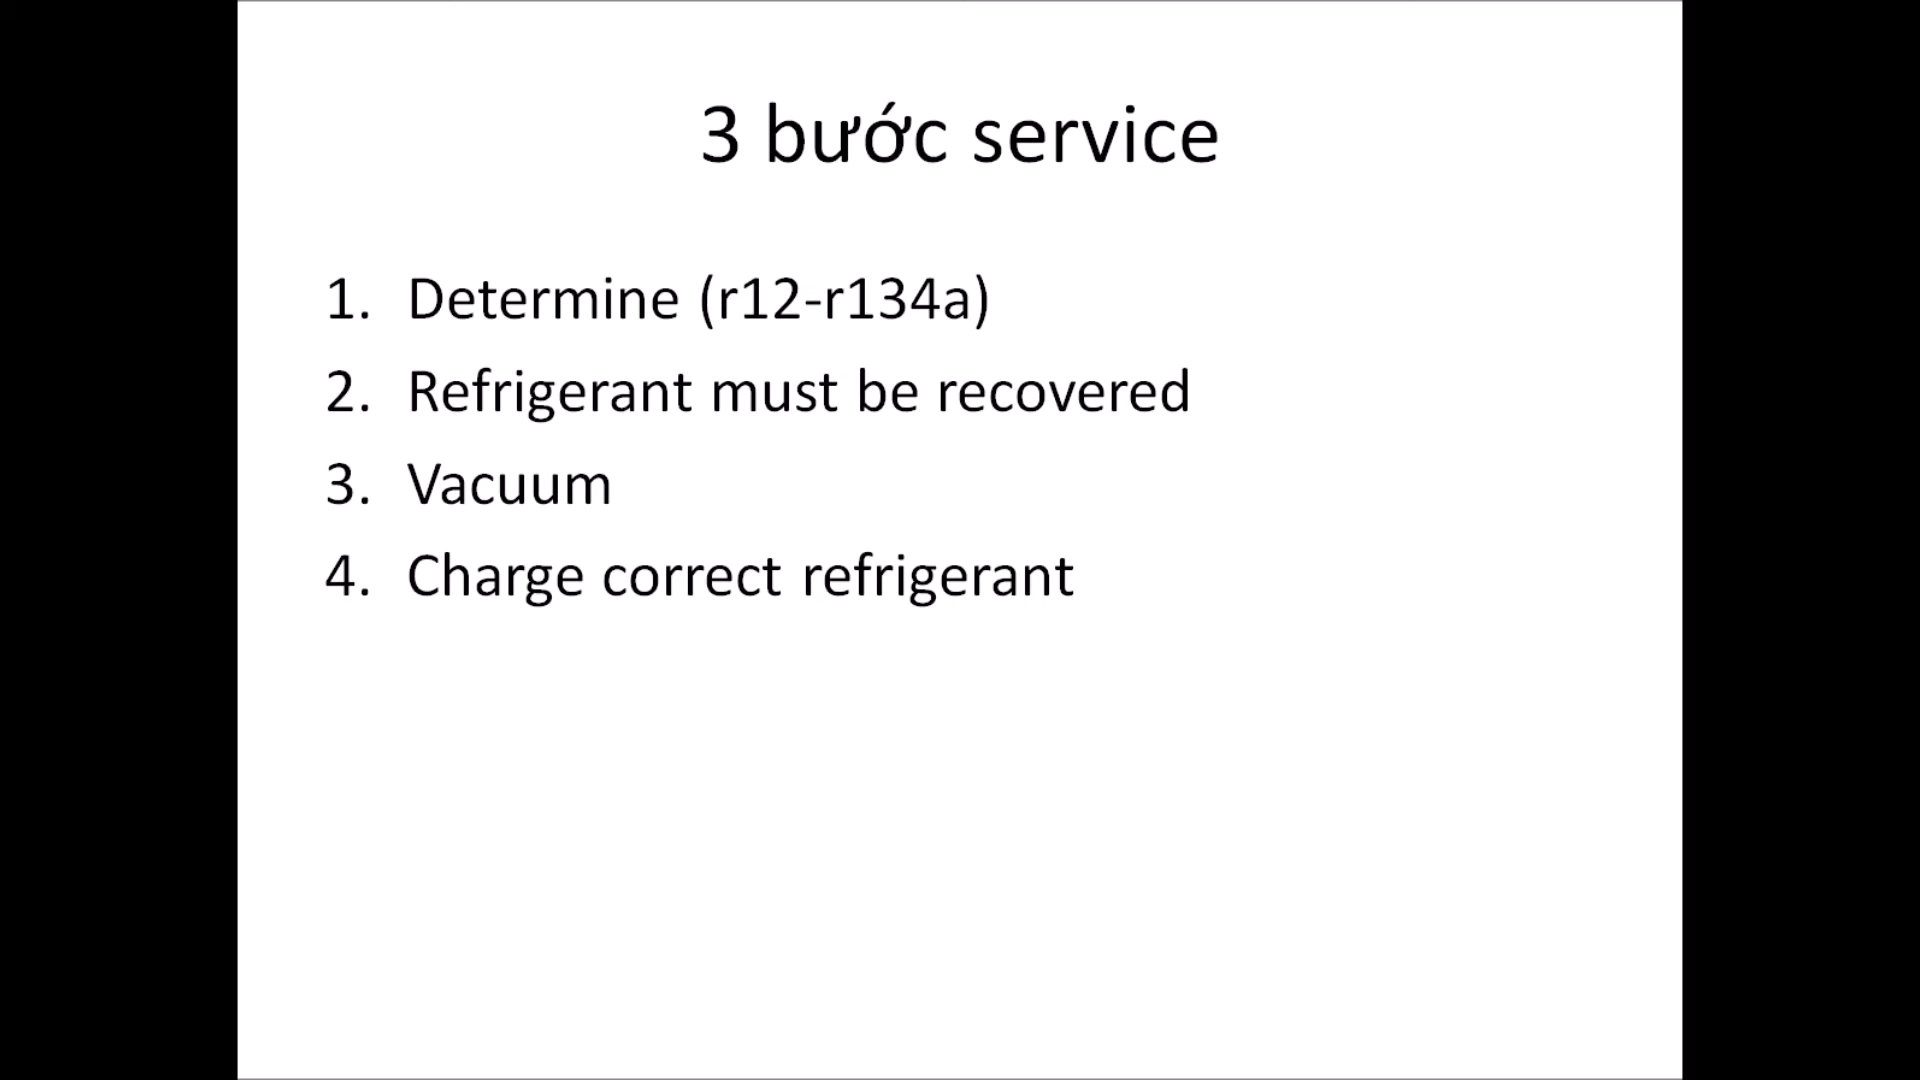 3 bước service
1. Determine (r12-r134a)
2. Refrigerant must be recovered
3. Vacuum
4. Charge correct refrigerant